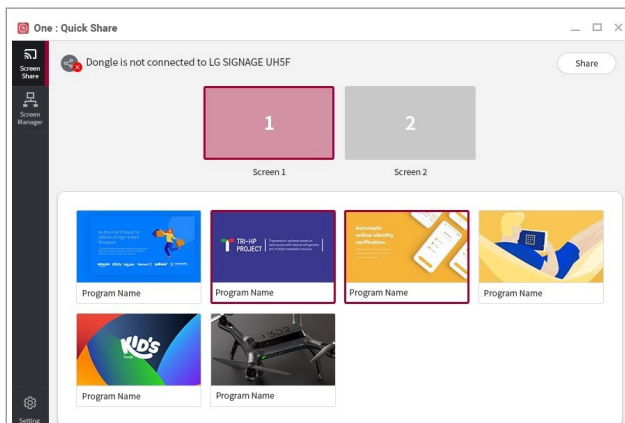 One : Quick Share
Screen
Share
Dongle is not connected to LG SIGNAGE UH5F
Share
Screen
Manager
1
2
Screen 1
Screen 2
TRI-HP
PROJECT
Automatic
online identity
verification
Program Name
Program Name
Program Name
Program Name
KID'S
Program Name
Program Name
Setting